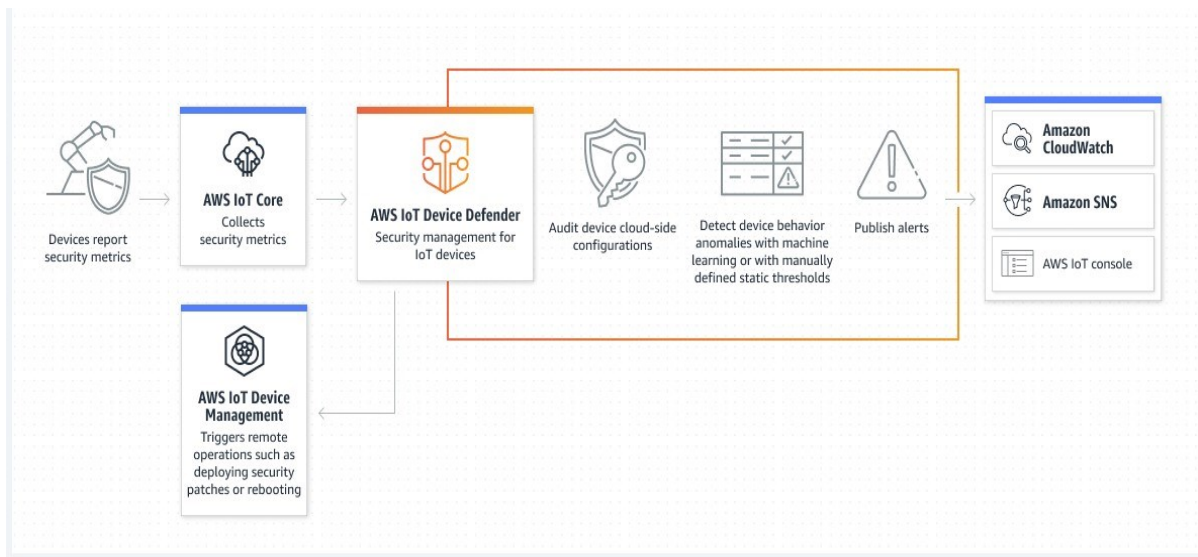 Devices report
security metrics
AWS IoT Core
Collects
security metrics
AWS IoT Device Defender
Security management for
IoT devices
Audit device cloud-side
configurations
Detect device behavior
anomalies with machine
learning or with manually
defined static thresholds
Publish alerts
Amazon
CloudWatch
Amazon SNS
AWS IoT console
AWS IoT Device
Management
Triggers remote
operations such as
deploying security
patches or rebooting